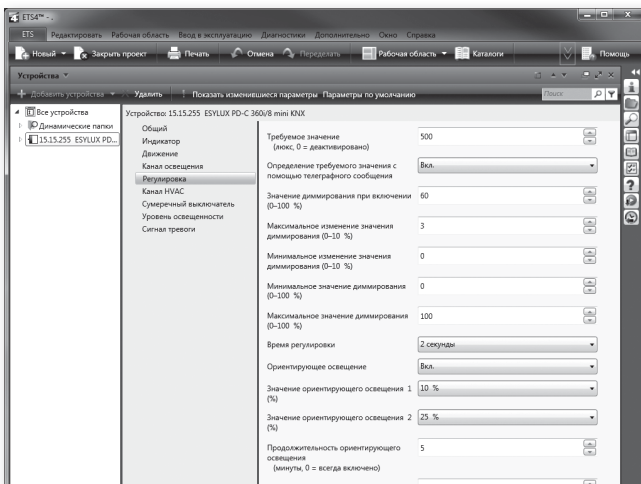 ETS4™ - .
ETS Редактировать Рабочая область Ввод в эксплуатацию Диагностики Дополнительно Окно Справка
Новый Закрыть проект Печать Отмена Переделать Рабочая область Каталоги Помощь
Устройства
Добавить устройства Удалить Показать изменившиеся параметры Параметры по умолчанию Поиск
Все устройства
Динамические папки
15.15.255 ESYLUX PD...
Устройство: 15.15.255 ESYLUX PD-C 360i/8 mini KNX
Общий
Индикатор
Движение
Канал освещения
Регулировка
Канал HVAC
Сумеречный выключатель
Уровень освещенности
Сигнал тревоги
Требуемое значение 500
(люкс, 0 = деактивировано)
Определение требуемого значения с Вкл.
помощью телеграфного сообщения
Значение диммирования при включении 60
(0–100 %)
Максимальное изменение значения 3
диммирования (0–10 %)
Минимальное изменение значения 0
диммирования (0–10 %)
Минимальное значение диммирования 0
(0–100 %)
Максимальное значение диммирования 100
(0–100 %)
Время регулировки 2 секунды
Ориентирующее освещение Вкл.
Значение ориентирующего освещения 1 10 %
(%)
Значение ориентирующего освещения 2 25 %
(%)
Продолжительность ориентирующего 5
освещения
(минуты, 0 = всегда включено)